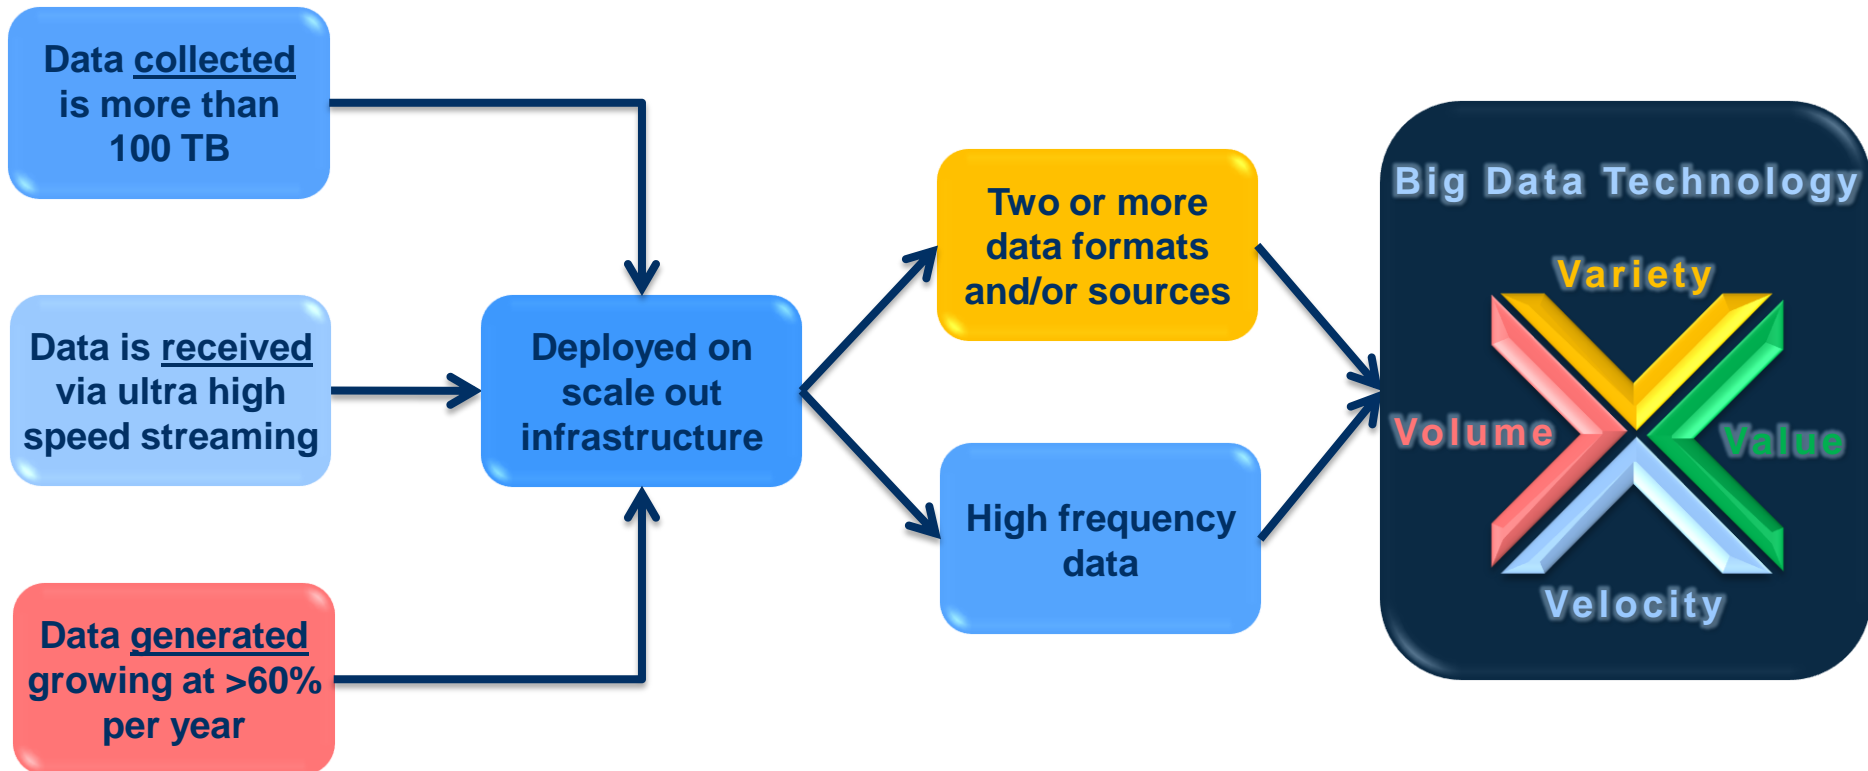 Data collected
is more than
100 TB
Data is received
via ultra high
speed streaming
Data generated
growing at >60%
per year
Deployed on
scale out
infrastructure
Two or more
data formats
and/or sources
High frequency
data
Big Data Technology
Variety
Volume
Value
Velocity